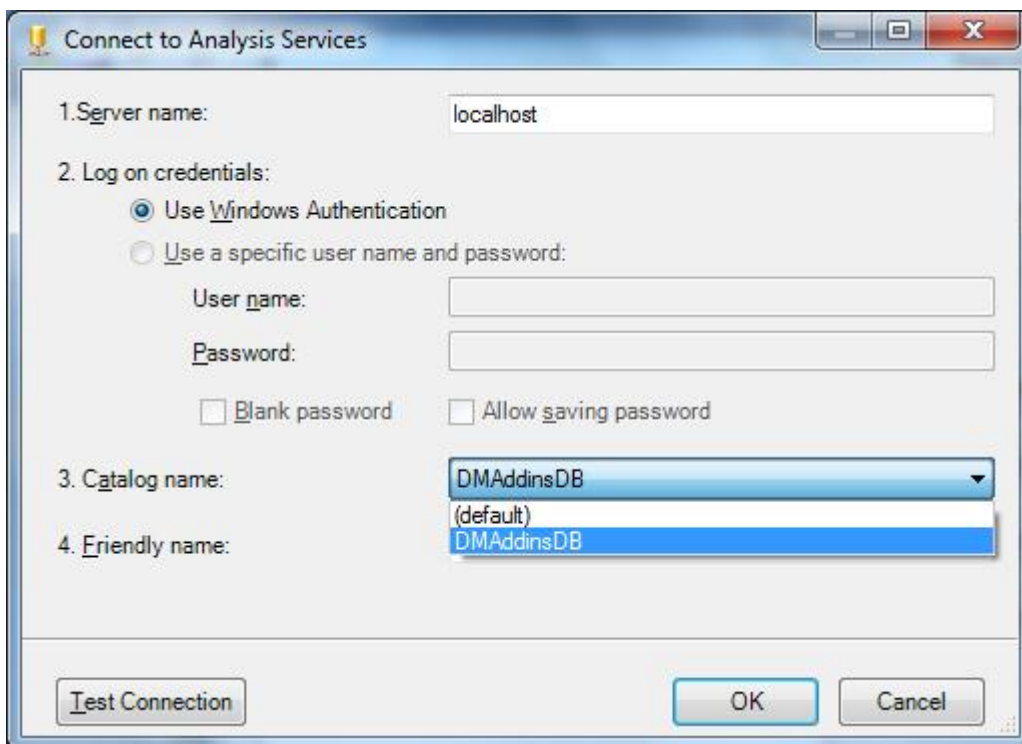 Connect to Analysis Services
1.Server name:
localhost
2. Log on credentials:
Use Windows Authentication
Use a specific user name and password:
User name:
Password:
Blank password
Allow saving password
3. Catalog name:
DMAddinsDB
(default)
DMAddinsDB
4. Friendly name:
Test Connection
OK
Cancel